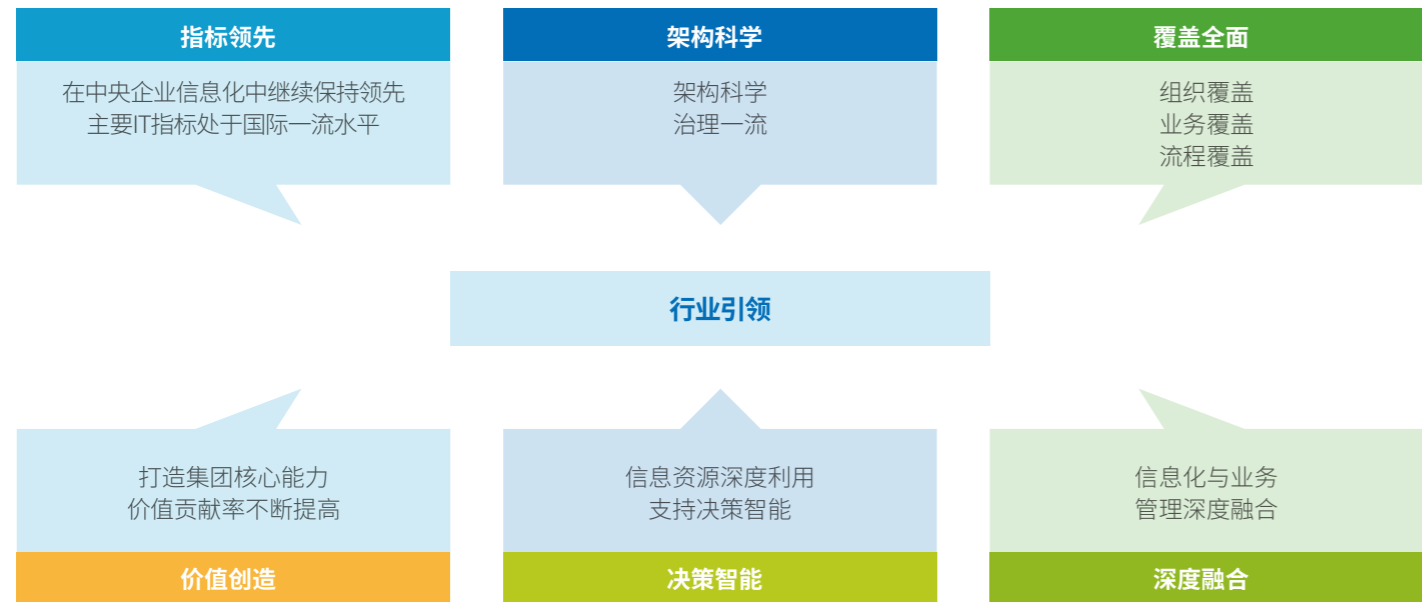 指标领先
在中央企业信息化中继续保持领先
主要IT指标处于国际一流水平
架构科学
架构科学
治理一流
覆盖全面
组织覆盖
业务覆盖
流程覆盖
行业引领
打造集团核心能力
价值贡献率不断提高
价值创造
信息资源深度利用
支持决策智能
决策智能
信息化与业务
管理深度融合
深度融合